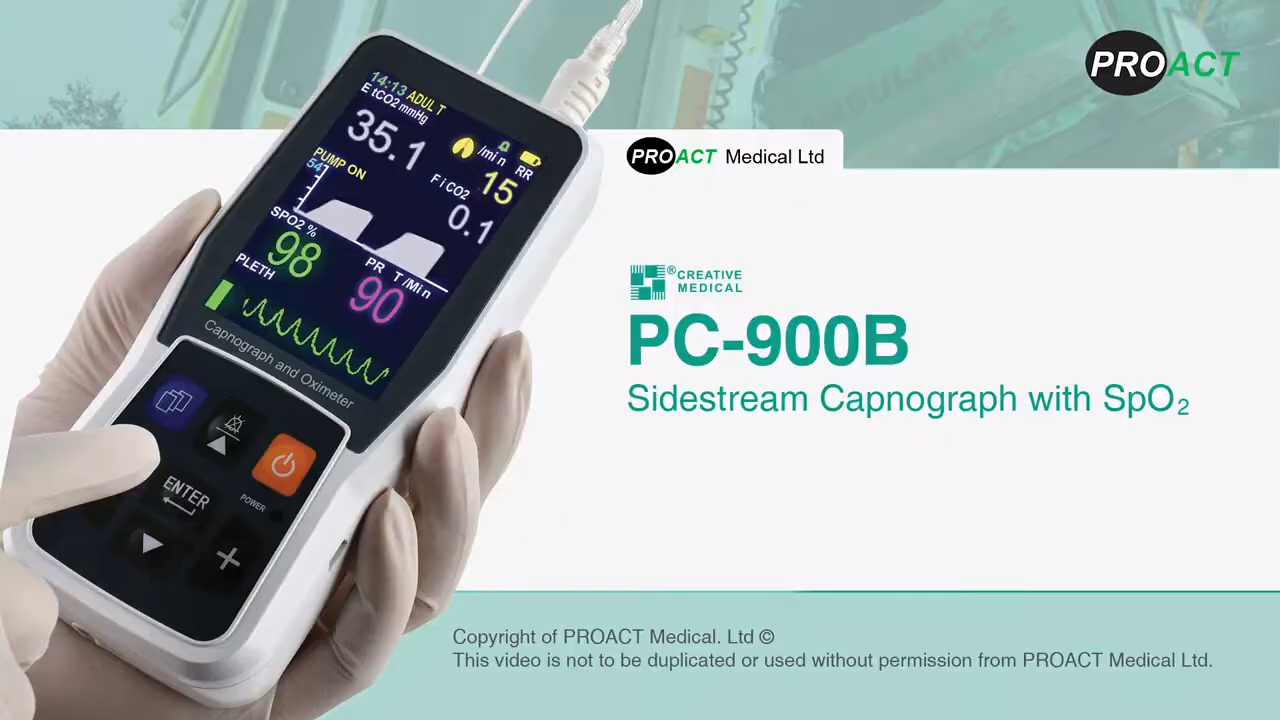 AMBULANCE
PROACT
PROACT Medical Ltd
14:13 ADULT
EtCO2 mmHg
35.1
/min RR
15
FiCO2
0.1
PUMP ON
54
SPO2 %
98
PR T/Min
90
PLETH
Capnograph and Oximeter
ENTER
POWER
® CREATIVE
MEDICAL
PC-900B
Sidestream Capnograph with SpO2
Copyright of PROACT Medical. Ltd ©
This video is not to be duplicated or used without permission from PROACT Medical Ltd.